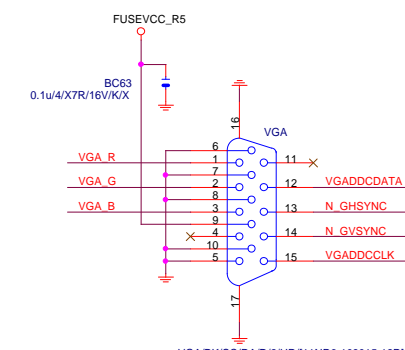 FUSEVCC_R5
BC63
0.1u/4/X7R/16V/K/X
16
VGA
6
VGA_R
1
11
7
VGA_G
2
12
VGADDCDATA
8
VGA_B
3
13
N_GHSYNC
9
4
14
N_GVSYNC
10
5
15
VGADDCCLK
17